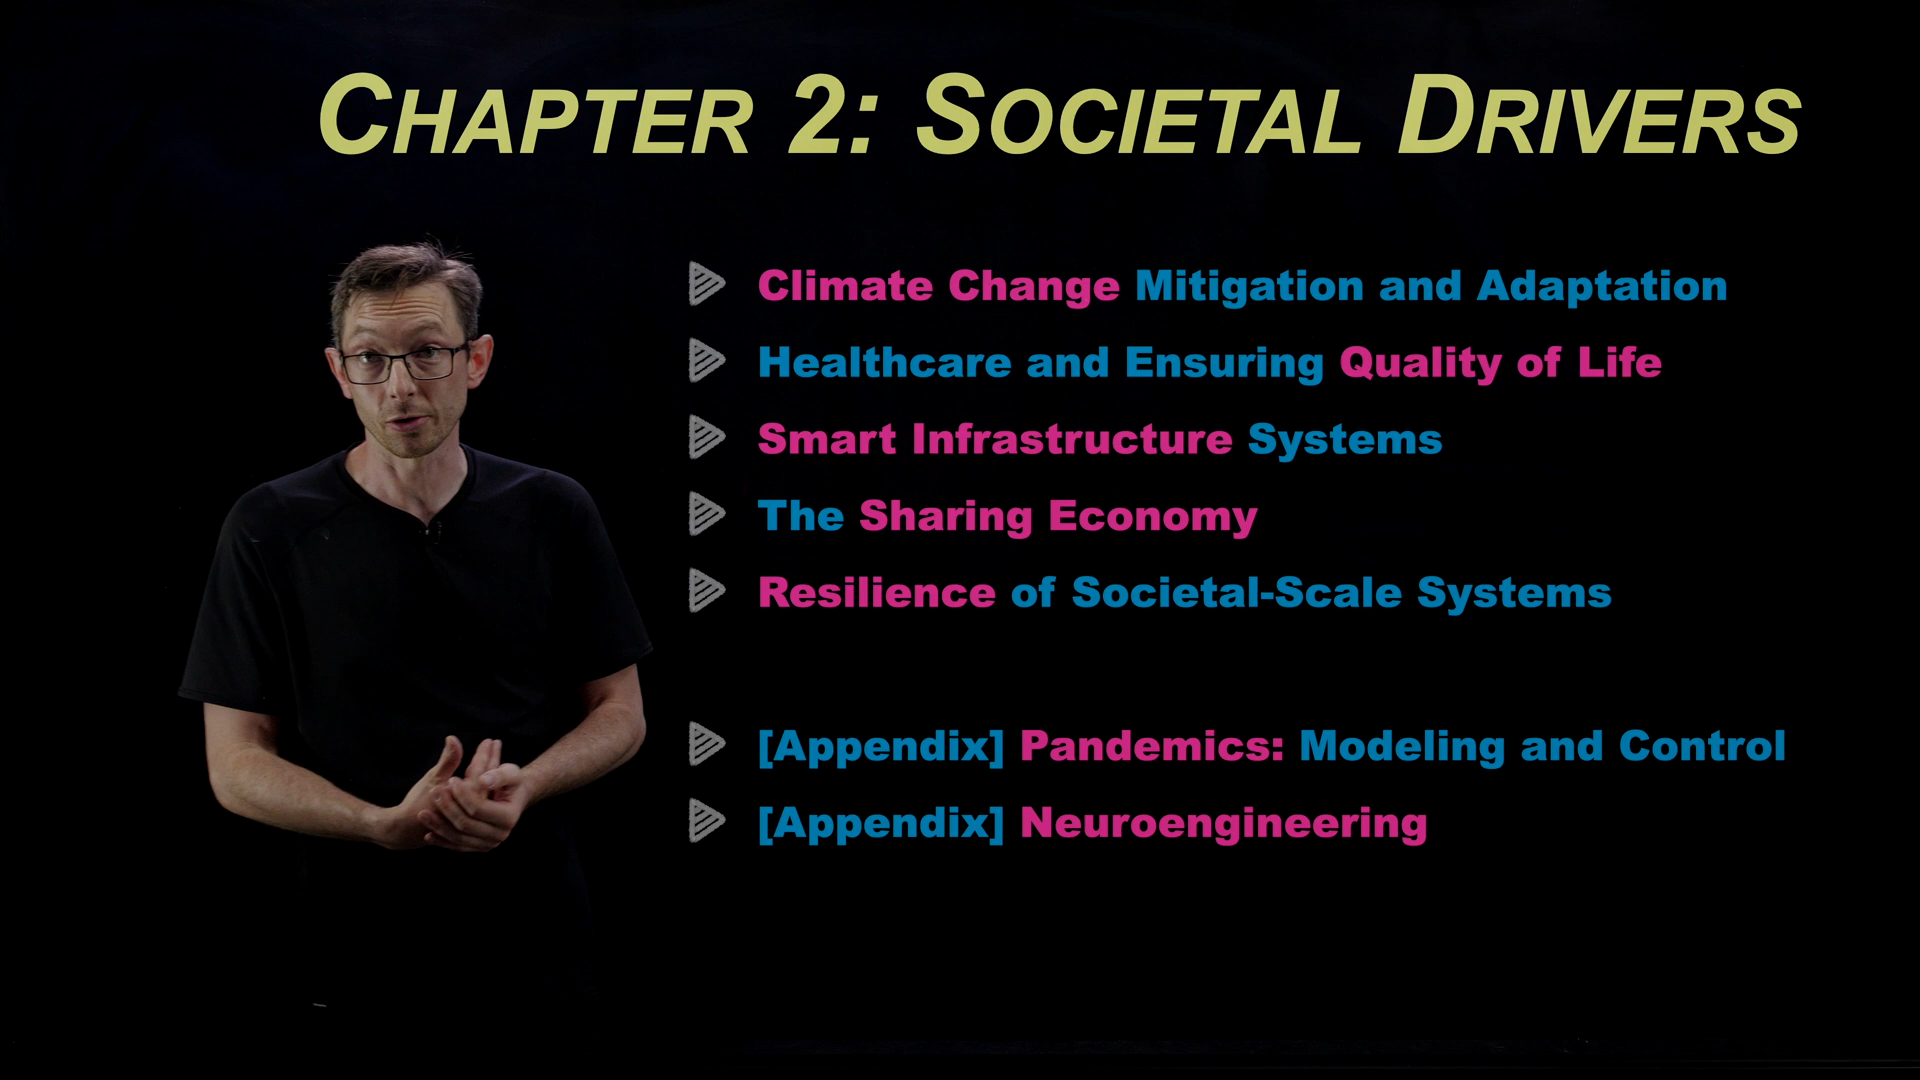 CHAPTER 2: SOCIETAL DRIVERS
Climate Change Mitigation and Adaptation
Healthcare and Ensuring Quality of Life
Smart Infrastructure Systems
The Sharing Economy
Resilience of Societal-Scale Systems
[Appendix] Pandemics: Modeling and Control
[Appendix] Neuroengineering